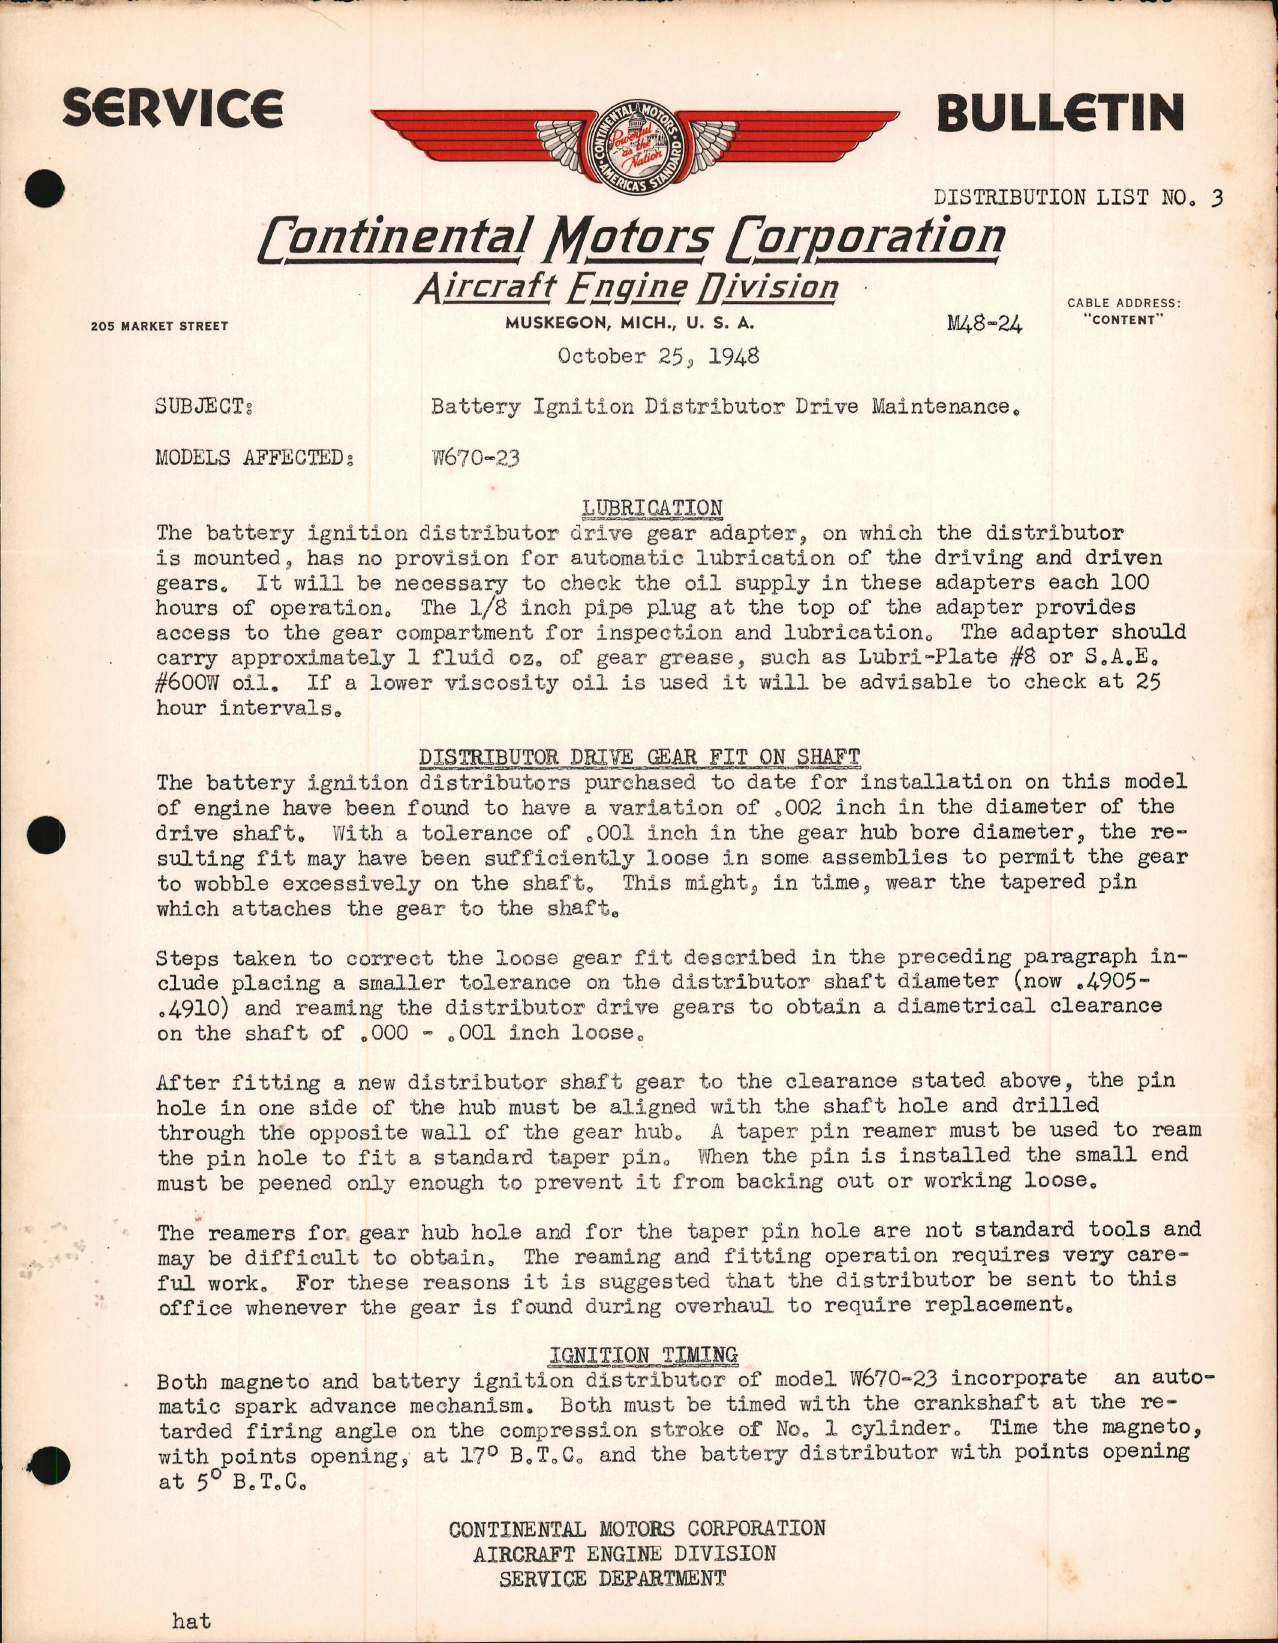 SERVICE BULLETIN
CONTINENTAL MOTORS
Powerful
as the
Nation
AMERICA'S STANDARD
DISTRIBUTION LIST NO. 3
Continental Motors Corporation
Aircraft Engine Division
205 MARKET STREET
MUSKEGON, MICH., U. S. A.
M48-24
CABLE ADDRESS:
"CONTENT"
October 25, 1948
SUBJECT: Battery Ignition Distributor Drive Maintenance.
MODELS AFFECTED: W670-23
LUBRICATION
The battery ignition distributor drive gear adapter, on which the distributor
is mounted, has no provision for automatic lubrication of the driving and driven
gears. It will be necessary to check the oil supply in these adapters each 100
hours of operation. The 1/8 inch pipe plug at the top of the adapter provides
access to the gear compartment for inspection and lubrication. The adapter should
carry approximately 1 fluid oz. of gear grease, such as Lubri-Plate #8 or S.A.E.
#600W oil. If a lower viscosity oil is used it will be advisable to check at 25
hour intervals.
DISTRIBUTOR DRIVE GEAR FIT ON SHAFT
The battery ignition distributors purchased to date for installation on this model
of engine have been found to have a variation of .002 inch in the diameter of the
drive shaft. With a tolerance of .001 inch in the gear hub bore diameter, the re-
sulting fit may have been sufficiently loose in some assemblies to permit the gear
to wobble excessively on the shaft. This might, in time, wear the tapered pin
which attaches the gear to the shaft.
Steps taken to correct the loose gear fit described in the preceding paragraph in-
clude placing a smaller tolerance on the distributor shaft diameter (now .4905-
.4910) and reaming the distributor drive gears to obtain a diametrical clearance
on the shaft of .000 - .001 inch loose.
After fitting a new distributor shaft gear to the clearance stated above, the pin
hole in one side of the hub must be aligned with the shaft hole and drilled
through the opposite wall of the gear hub. A taper pin reamer must be used to ream
the pin hole to fit a standard taper pin. When the pin is installed the small end
must be peened only enough to prevent it from backing out or working loose.
The reamers for gear hub hole and for the taper pin hole are not standard tools and
may be difficult to obtain. The reaming and fitting operation requires very care-
ful work. For these reasons it is suggested that the distributor be sent to this
office whenever the gear is found during overhaul to require replacement.
IGNITION TIMING
Both magneto and battery ignition distributor of model W670-23 incorporate an auto-
matic spark advance mechanism. Both must be timed with the crankshaft at the re-
tarded firing angle on the compression stroke of No. 1 cylinder. Time the magneto,
with points opening, at 17° B.T.C. and the battery distributor with points opening
at 5° B.T.C.
CONTINENTAL MOTORS CORPORATION
AIRCRAFT ENGINE DIVISION
SERVICE DEPARTMENT
hat